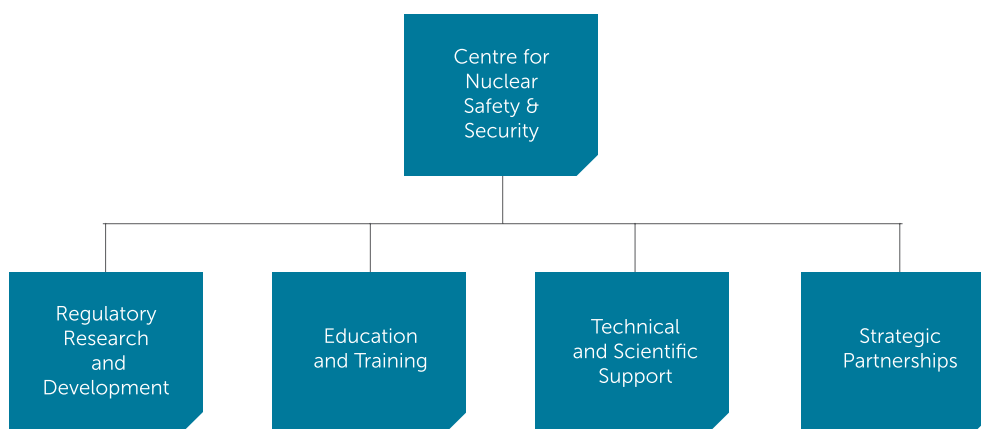 Centre for
Nuclear
Safety &
Security
Regulatory
Research
and
Development
Education
and Training
Technical
and Scientific
Support
Strategic
Partnerships